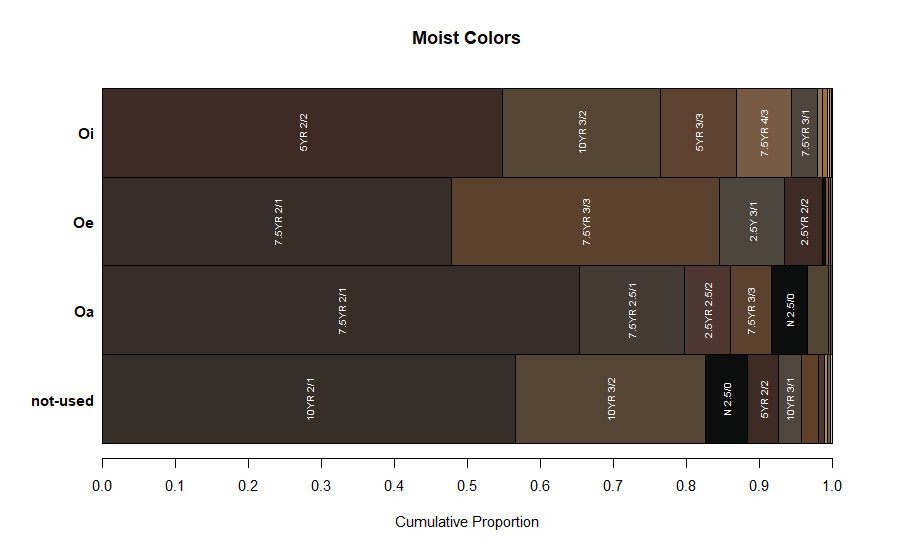 Moist Colors
Oi
5YR 2/2
10YR 3/2
5YR 3/3
7.5YR 4/3
7.5YR 3/1
Oe
7.5YR 2/1
7.5YR 3/3
2.5Y 3/1
2.5YR 2/2
Oa
7.5YR 2/1
7.5YR 2.5/1
2.5YR 2.5/2
7.5YR 3/3
N 2.5/0
not-used
10YR 2/1
10YR 3/2
N 2.5/0
5YR 2/2
10YR 3/1
0.0 0.1 0.2 0.3 0.4 0.5 0.6 0.7 0.8 0.9 1.0
Cumulative Proportion